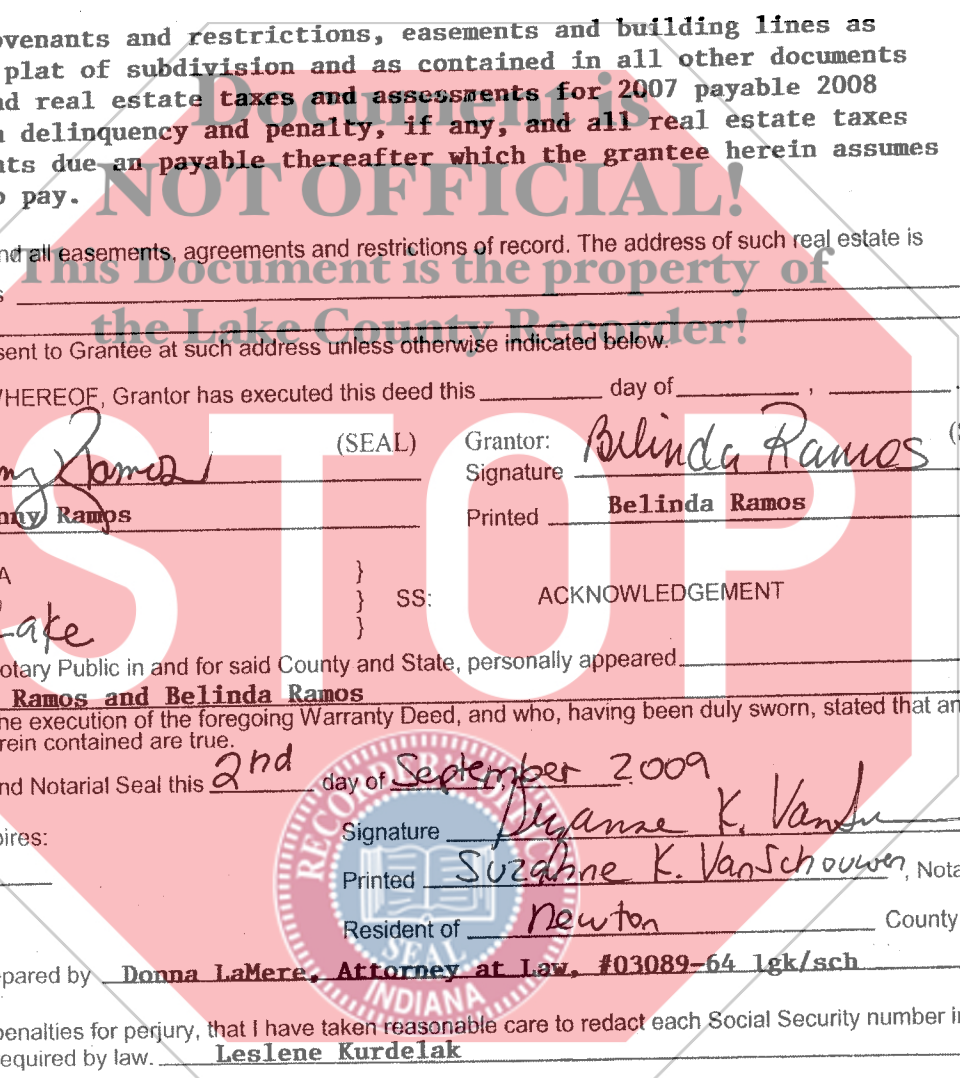 ovenants and restrictions, easements and building lines as
plat of subdivision and as contained in all other documents
nd real estate taxes and assessments for 2007 payable 2008
Document is
n delinquency and penalty, if any, and all real estate taxes
nts due an payable thereafter which the grantee herein assumes
o pay.
NOT OFFICIAL!
nd all easements, agreements and restrictions of record. The address of such real estate is
This Document is the property of
s
the Lake County Recorder!
sent to Grantee at such address unless otherwise indicated below.
WHEREOF, Grantor has executed this deed this day of ,
STOP
ny Ramos (SEAL) Grantor: Signature Belinda Ramos (S
nny Ramos Printed Belinda Ramos
A
} } } SS: ACKNOWLEDGEMENT
Lake
otary Public in and for said County and State, personally appeared
Ramos and Belinda Ramos
he execution of the foregoing Warranty Deed, and who, having been duly sworn, stated that an
rein contained are true.
nd Notarial Seal this 2nd day of September 2009
pires: Signature Suzanne K. Van
Printed Suzanne K. VanSchouwen, Nota
Resident of Newton County
SEAL
INDIANA
epared by Donna LaMere, Attorney at Law, #03089-64 lgk/sch
penalties for perjury, that I have taken reasonable care to redact each Social Security number in
equired by law. Leslene Kurdelak